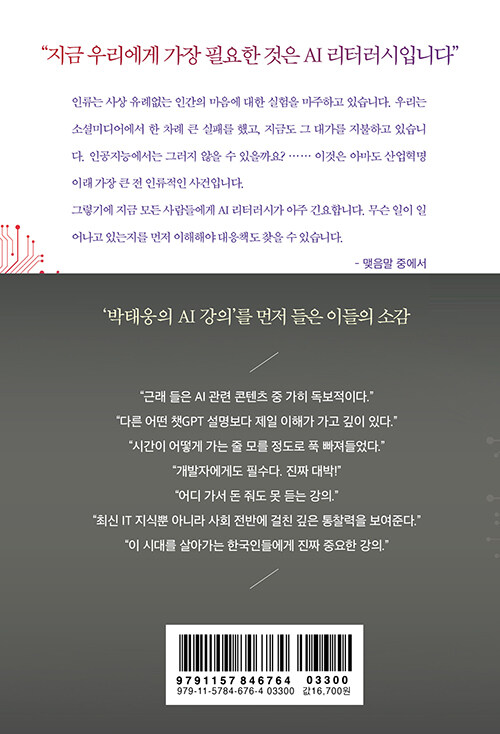 “지금 우리에게 가장 필요한 것은 AI 리터러시입니다”
인류는 사상 유례없는 인간의 마음에 대한 실험을 마주하고 있습니다. 우리는
소셜미디어에서 한 차례 큰 실패를 했고, 지금도 그 대가를 지불하고 있습니
다. 인공지능에서는 그러지 않을 수 있을까요? …… 이것은 아마도 산업혁명
이래 가장 큰 전 인류적인 사건입니다.
그렇기에 지금 모든 사람들에게 AI 리터러시가 아주 긴요합니다. 무슨 일이 일
어나고 있는지를 먼저 이해해야 대응책도 찾을 수 있습니다.
- 맺음말 중에서
‘박태웅의 AI 강의’를 먼저 들은 이들의 소감
“근래 들은 AI 관련 콘텐츠 중 가히 독보적이다.”
“다른 어떤 챗GPT 설명보다 제일 이해가 가고 깊이 있다.”
“시간이 어떻게 가는 줄 모를 정도로 푹 빠져들었다.”
“개발자에게도 필수다. 진짜 대박!”
“어디 가서 돈 줘도 못 듣는 강의.”
“최신 IT 지식뿐 아니라 사회 전반에 걸친 깊은 통찰력을 보여준다.”
“이 시대를 살아가는 한국인들에게 진짜 중요한 강의.”
9791157846764 03300
979-11-5784-676-4 03300 값16,700원